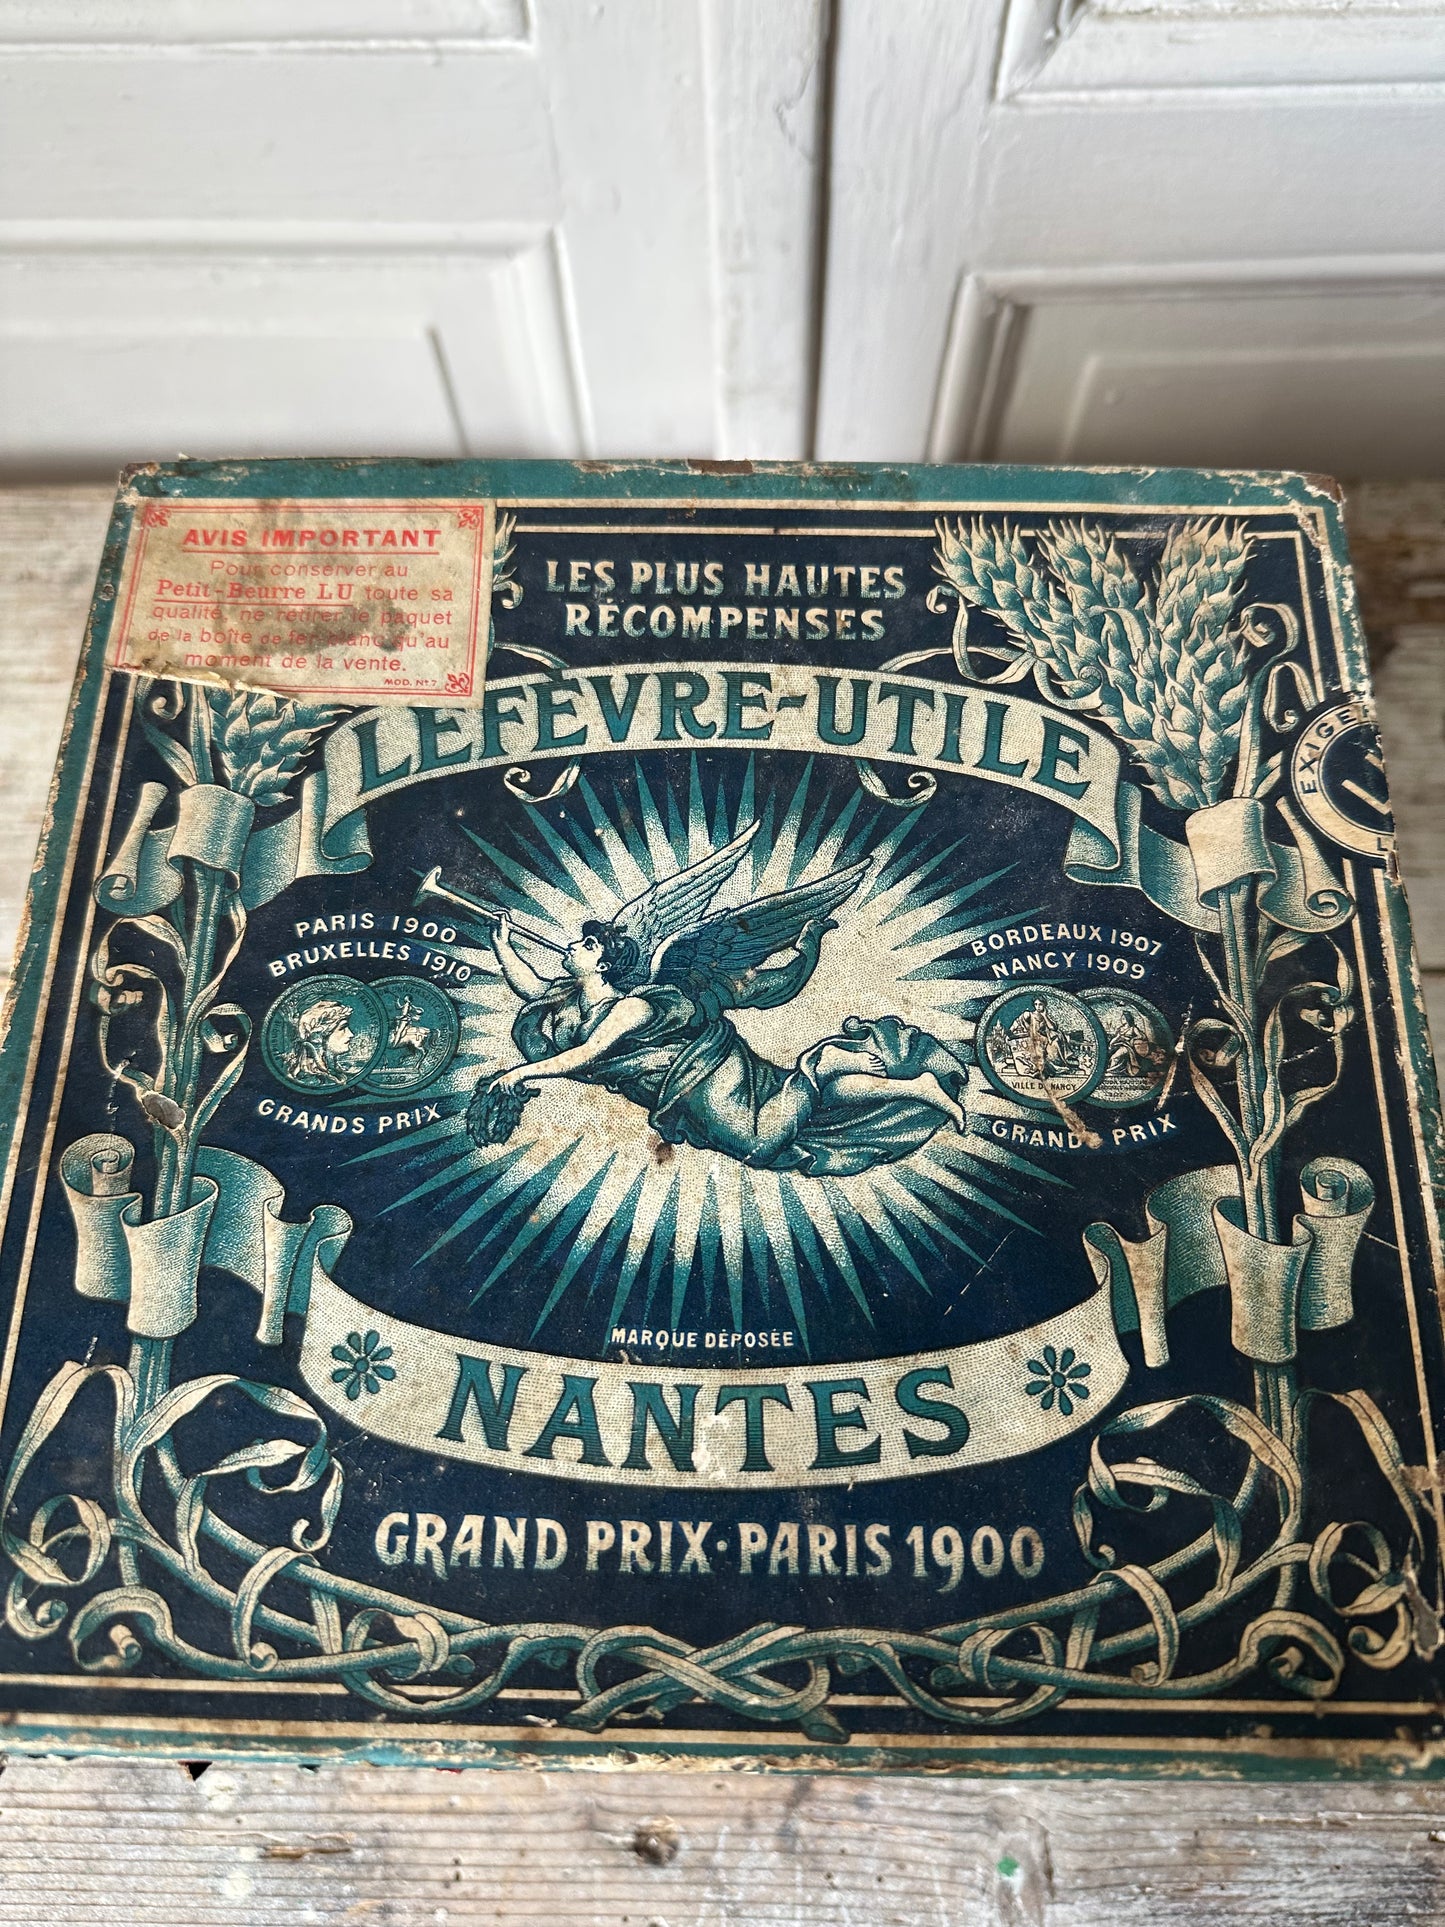 AVIS IMPORTANT
Pour conserver au
Petit-Beurre LU toute sa
qualité, ne retirer le paquet
de la boîte de fer-blanc qu'au
moment de la vente.
MOD. Nº. 7
LES PLUS HAUTES
RÉCOMPENSES
LEFÈVRE-UTILE
EXIGER
L
PARIS 1900
BRUXELLES 1910
GRANDS PRIX
BORDEAUX 1907
NANCY 1909
VILLE DE NANCY
GRANDS PRIX
MARQUE DÉPOSÉE
NANTES
GRAND PRIX·PARIS 1900